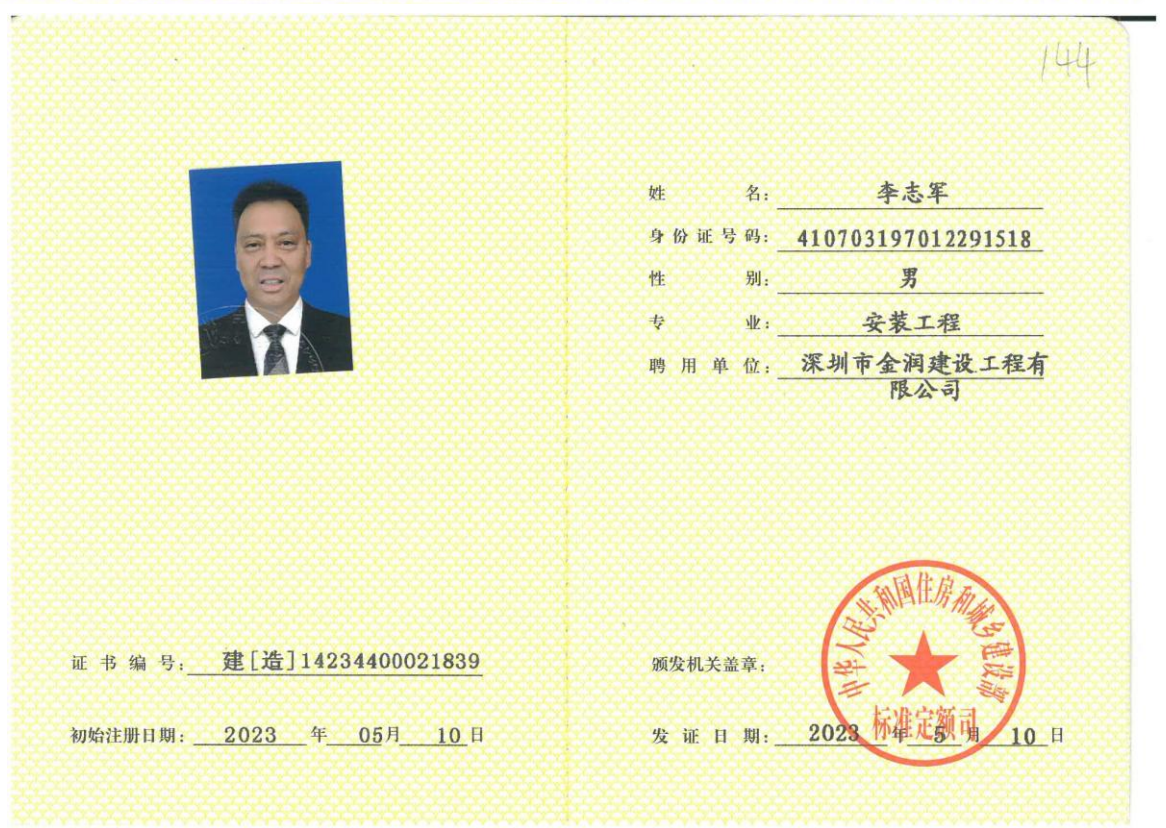 144
姓名：李志军
身份证号码：410703197012291518
性别：男
专业：安装工程
聘用单位：深圳市金润建设工程有
限公司
证书编号：建[造]14234400021839
初始注册日期：2023年05月10日
颁发机关盖章：
中华人民共和国住房和城乡建设部
标准定额司
发证日期：2023年5月10日